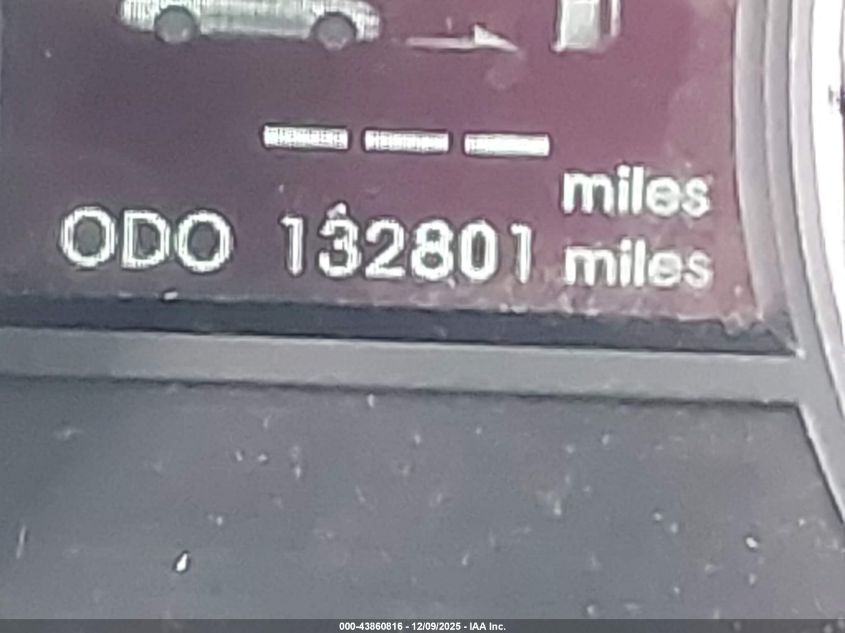 --- miles
ODO 132801 miles
000-43860816 - 12/09/2025 - IAA Inc.